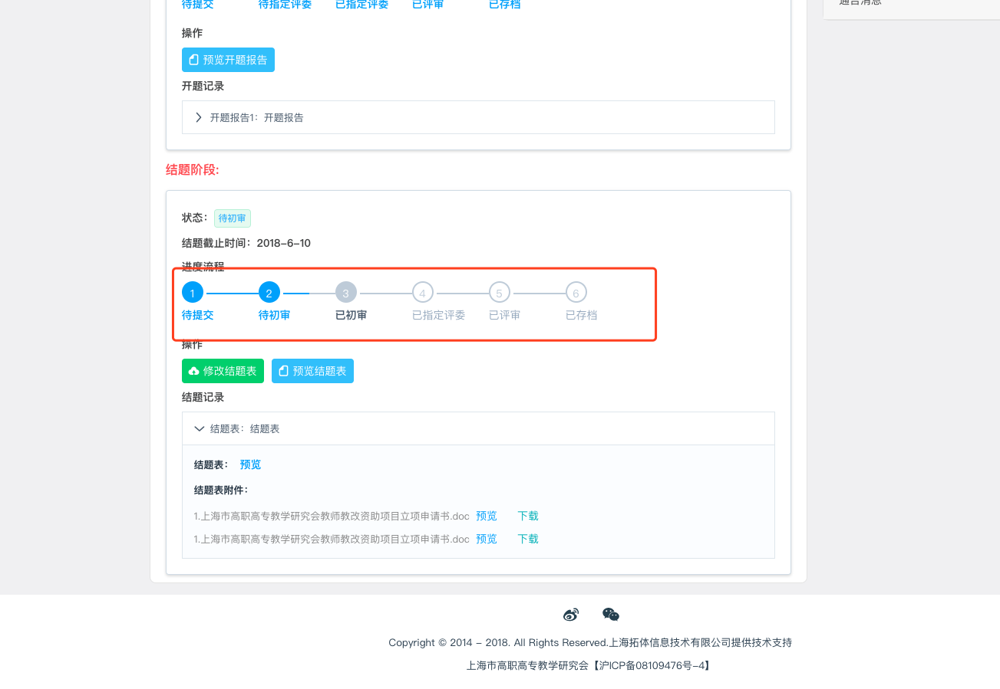 待提交 待指定评委 已指定评委 已评审 已存档
通告消息
操作
预览开题报告
开题记录
开题报告1：开题报告
结题阶段:
状态： 待初审
结题截止时间：2018-6-10
进度流程
1 2 3 4 5 6
待提交 待初审 已初审 已指定评委 已评审 已存档
操作
修改结题表 预览结题表
结题记录
结题表：结题表
结题表： 预览
结题表附件：
1.上海市高职高专教学研究会教师教改资助项目立项申请书.doc 预览 下载
1.上海市高职高专教学研究会教师教改资助项目立项申请书.doc 预览 下载
Copyright © 2014 - 2018. All Rights Reserved.上海拓体信息技术有限公司提供技术支持
上海市高职高专教学研究会【沪ICP备08109476号-4】